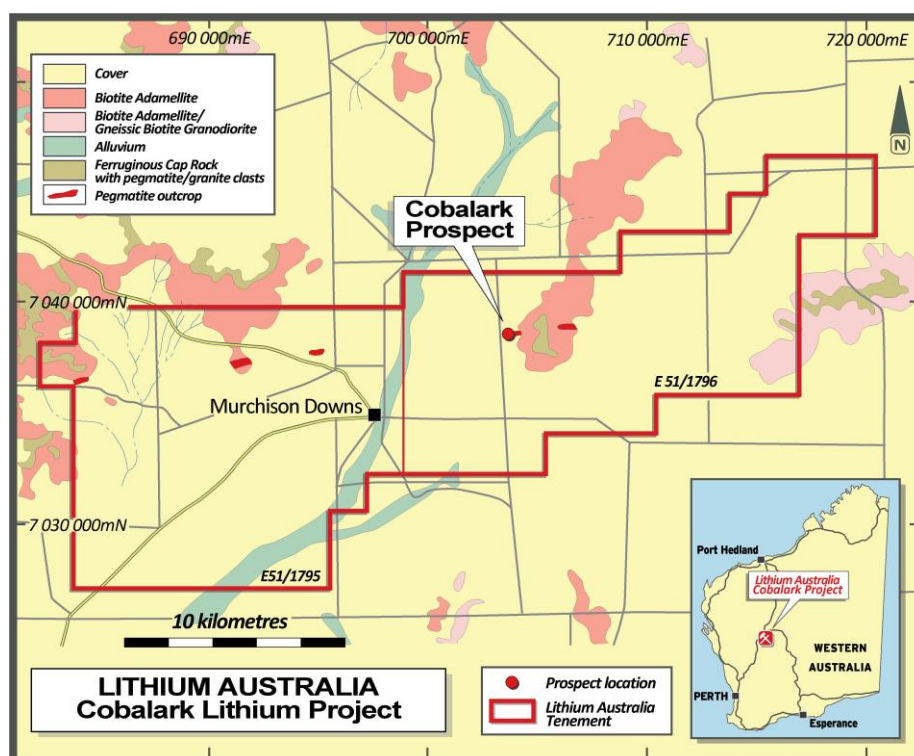 690 000mE
700 000mE
710 000mE
720 000mE
Cover
Biotite Adamellite
Biotite Adamellite/
Gneissic Biotite Granodiorite
Alluvium
Ferruginous Cap Rock
with pegmatite/granite clasts
Pegmatite outcrop
N
Cobalark
Prospect
7 040 000mN
E 51/1796
Murchison Downs
7 030 000mN
E51/1795
10 kilometres
LITHIUM AUSTRALIA
Cobalark Lithium Project
Prospect location
Lithium Australia
Tenement
Port Hedland
Lithium Australia
Cobalark Project
WESTERN
AUSTRALIA
PERTH
Esperance